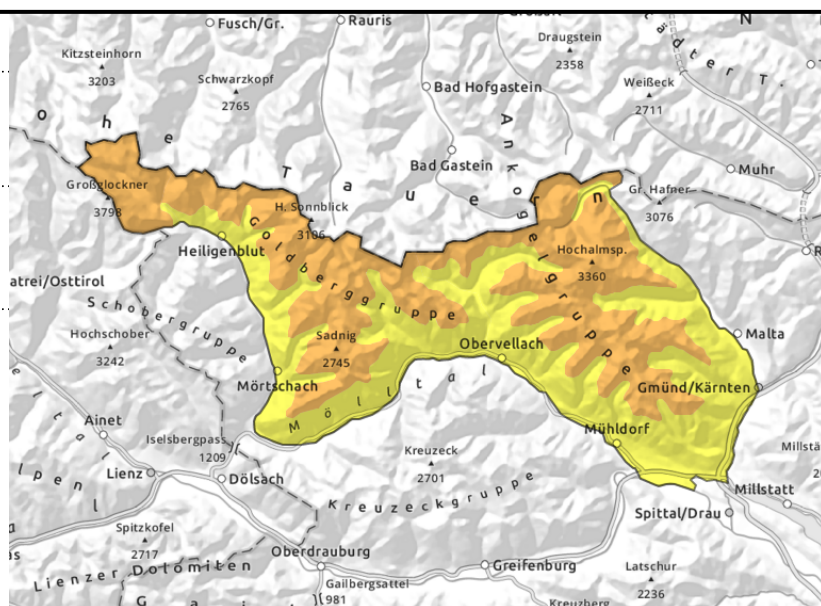 Fusch/Gr.
Rauris
N
Kitzsteinhorn
3203
Draugstein
2358
Schwarzkopf
2765
Bad Hofgastein
Weißeck
2711
Bad Gastein
Muhr
Hohe Tauern
Großglockner
3798
H. Sonnblick
3106
Gr. Hafner
3076
Heiligenblut
Goldberggruppe
Ankogelgruppe
Hochalmsp.
3360
atrei/Osttirol
Schobergruppe
Hochschober
3242
Sadnig
2745
Obervellach
Malta
Mörtschach
Mölltal
Gmünd/Kärnten
Ainet
Iselsbergpass
1209
Mühldorf
Kreuzeck
2701
Lienz
Dölsach
Kreuzeckgruppe
Millstatt
Spittal/Drau
Spitzkofel
2717
Oberdrauburg
Greifenburg
Latschur
2236
Lienzer Dolomiten
Gailbergsattel
981
Kreuzberg
G a i